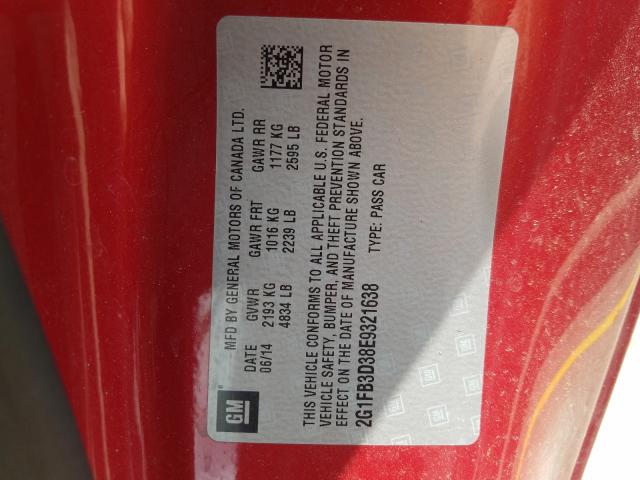 GM
MFD BY GENERAL MOTORS OF CANADA LTD.
DATE GVWR GAWR FRT GAWR RR
06/14 2193 KG 1016 KG 1177 KG
4834 LB 2239 LB 2595 LB
THIS VEHICLE CONFORMS TO ALL APPLICABLE U.S. FEDERAL MOTOR
VEHICLE SAFETY, BUMPER, AND THEFT PREVENTION STANDARDS IN
EFFECT ON THE DATE OF MANUFACTURE SHOWN ABOVE.
2G1FB3D38E9321638 TYPE: PASS CAR